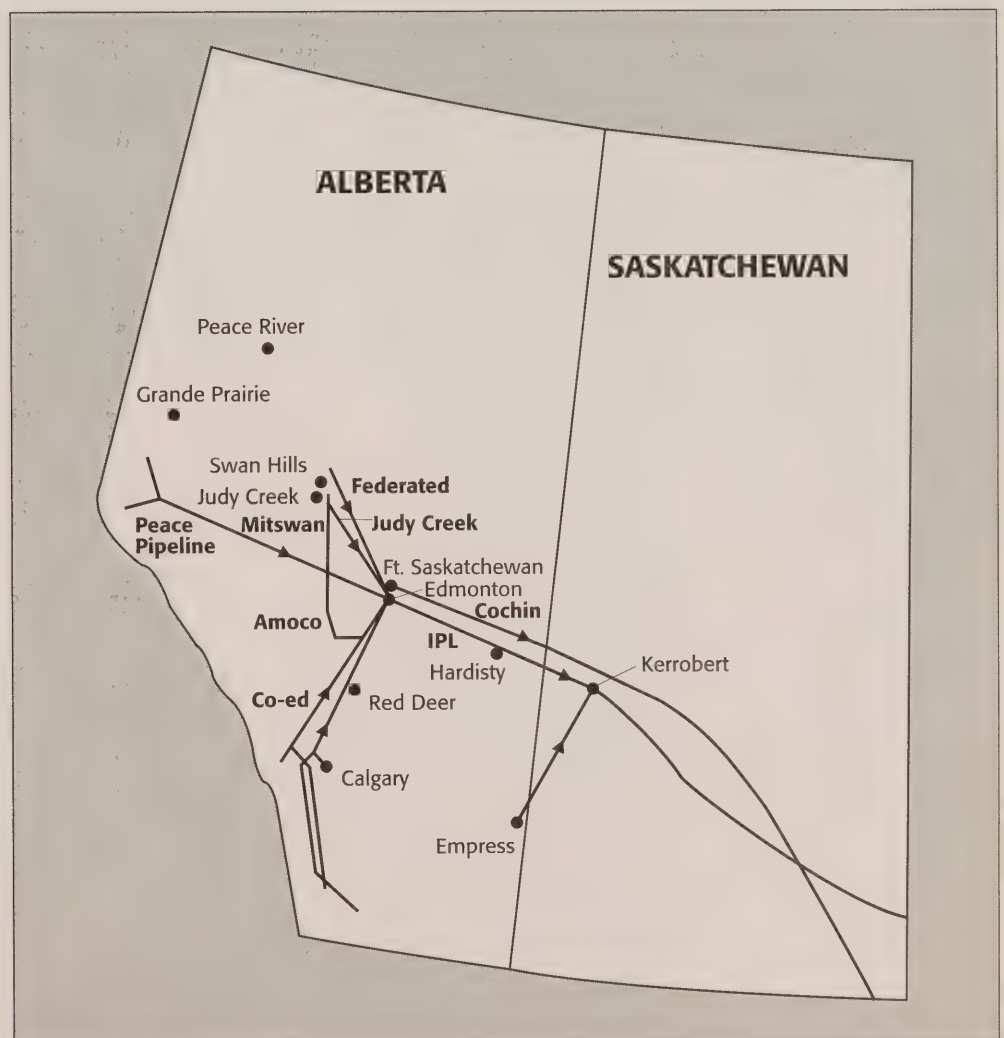 ALBERTA
SASKATCHEWAN
Peace River
Grande Prairie
Swan Hills
Federated
Judy Creek
Peace
Pipeline
Mitswan
Judy Creek
Ft. Saskatchewan
Edmonton
Cochin
Amoco
IPL
Hardisty
Kerrobert
Co-ed
Red Deer
Calgary
Empress